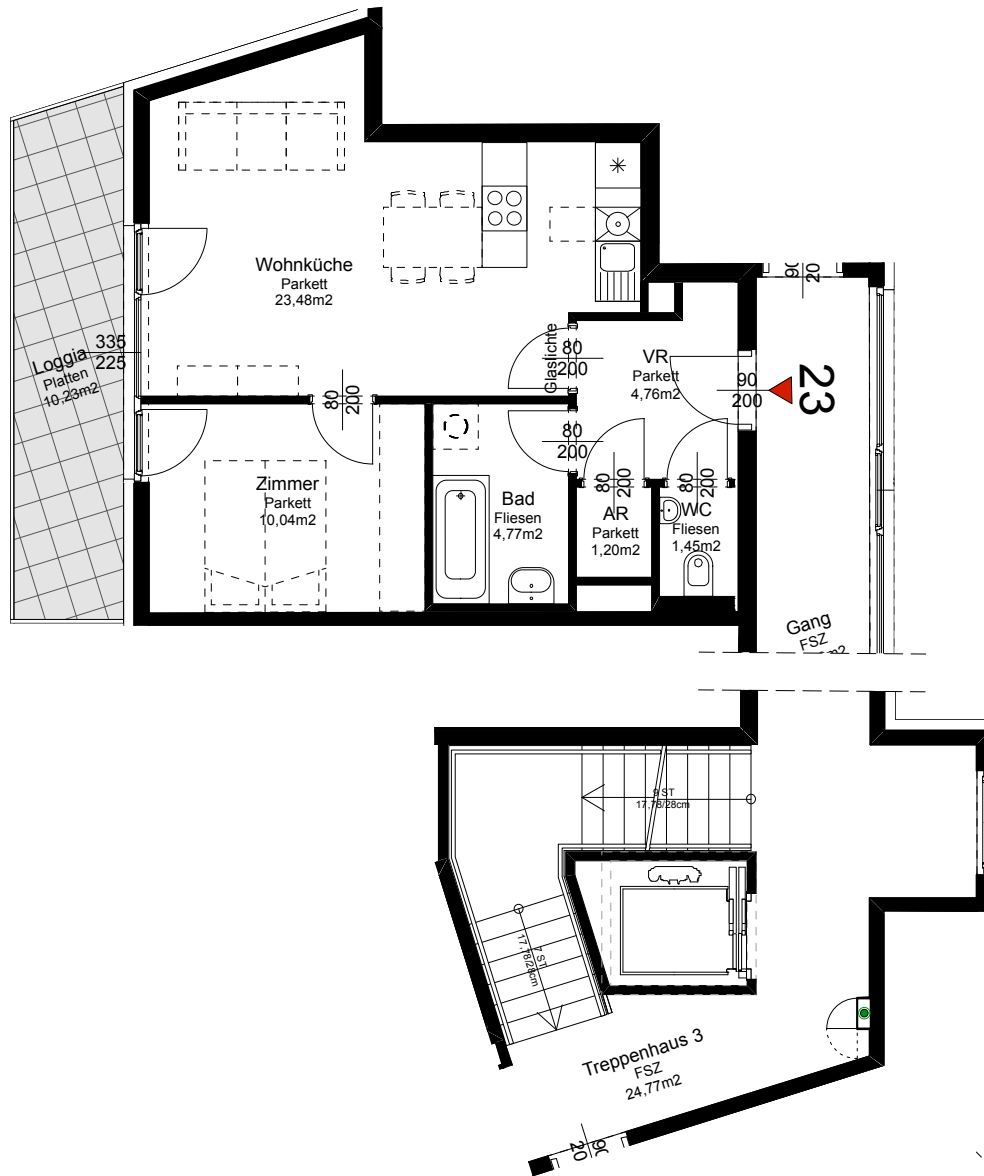 Wohnküche
Parkett
23,48m2
Loggia
Platten
10,23m2
335
225
Glaslichte
80
200
VR
Parkett
4,76m2
90
200
23
90
20
80
200
80
200
Zimmer
Parkett
10,04m2
Bad
Fliesen
4,77m2
80
200
AR
Parkett
1,20m2
80
200
WC
Fliesen
1,45m2
Gang
FSZ
m2
9 ST
17,78/28cm
7 ST
17,78/28cm
Treppenhaus 3
FSZ
24,77m2
90
20